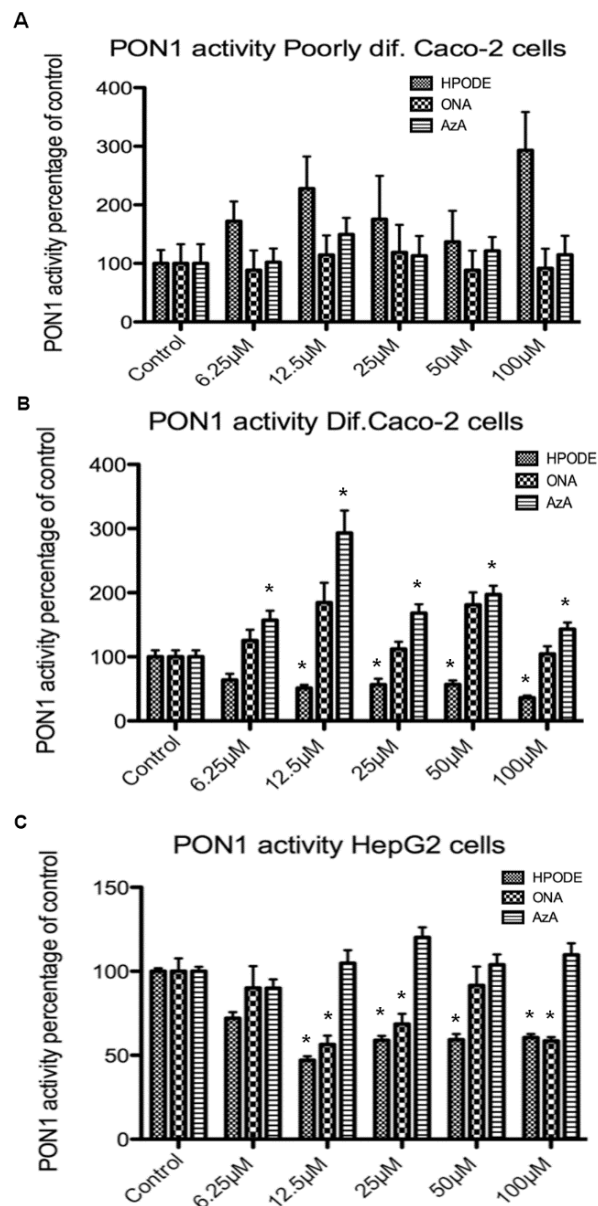 A
PON1 activity Poorly dif. Caco-2 cells
PON1 activity percentage of control
400
300
200
100
0
HPODE
ONA
AzA
Control
6.25µM
12.5µM
25µM
50µM
100µM
B
PON1 activity Dif.Caco-2 cells
PON1 activity percentage of control
400
300
200
100
0
HPODE
ONA
AzA
* * * * * * * * *
Control
6.25µM
12.5µM
25µM
50µM
100µM
C
PON1 activity HepG2 cells
PON1 activity percentage of control
150
100
50
0
HPODE
ONA
AzA
* * * * * * *
Control
6.25µM
12.5µM
25µM
50µM
100µM